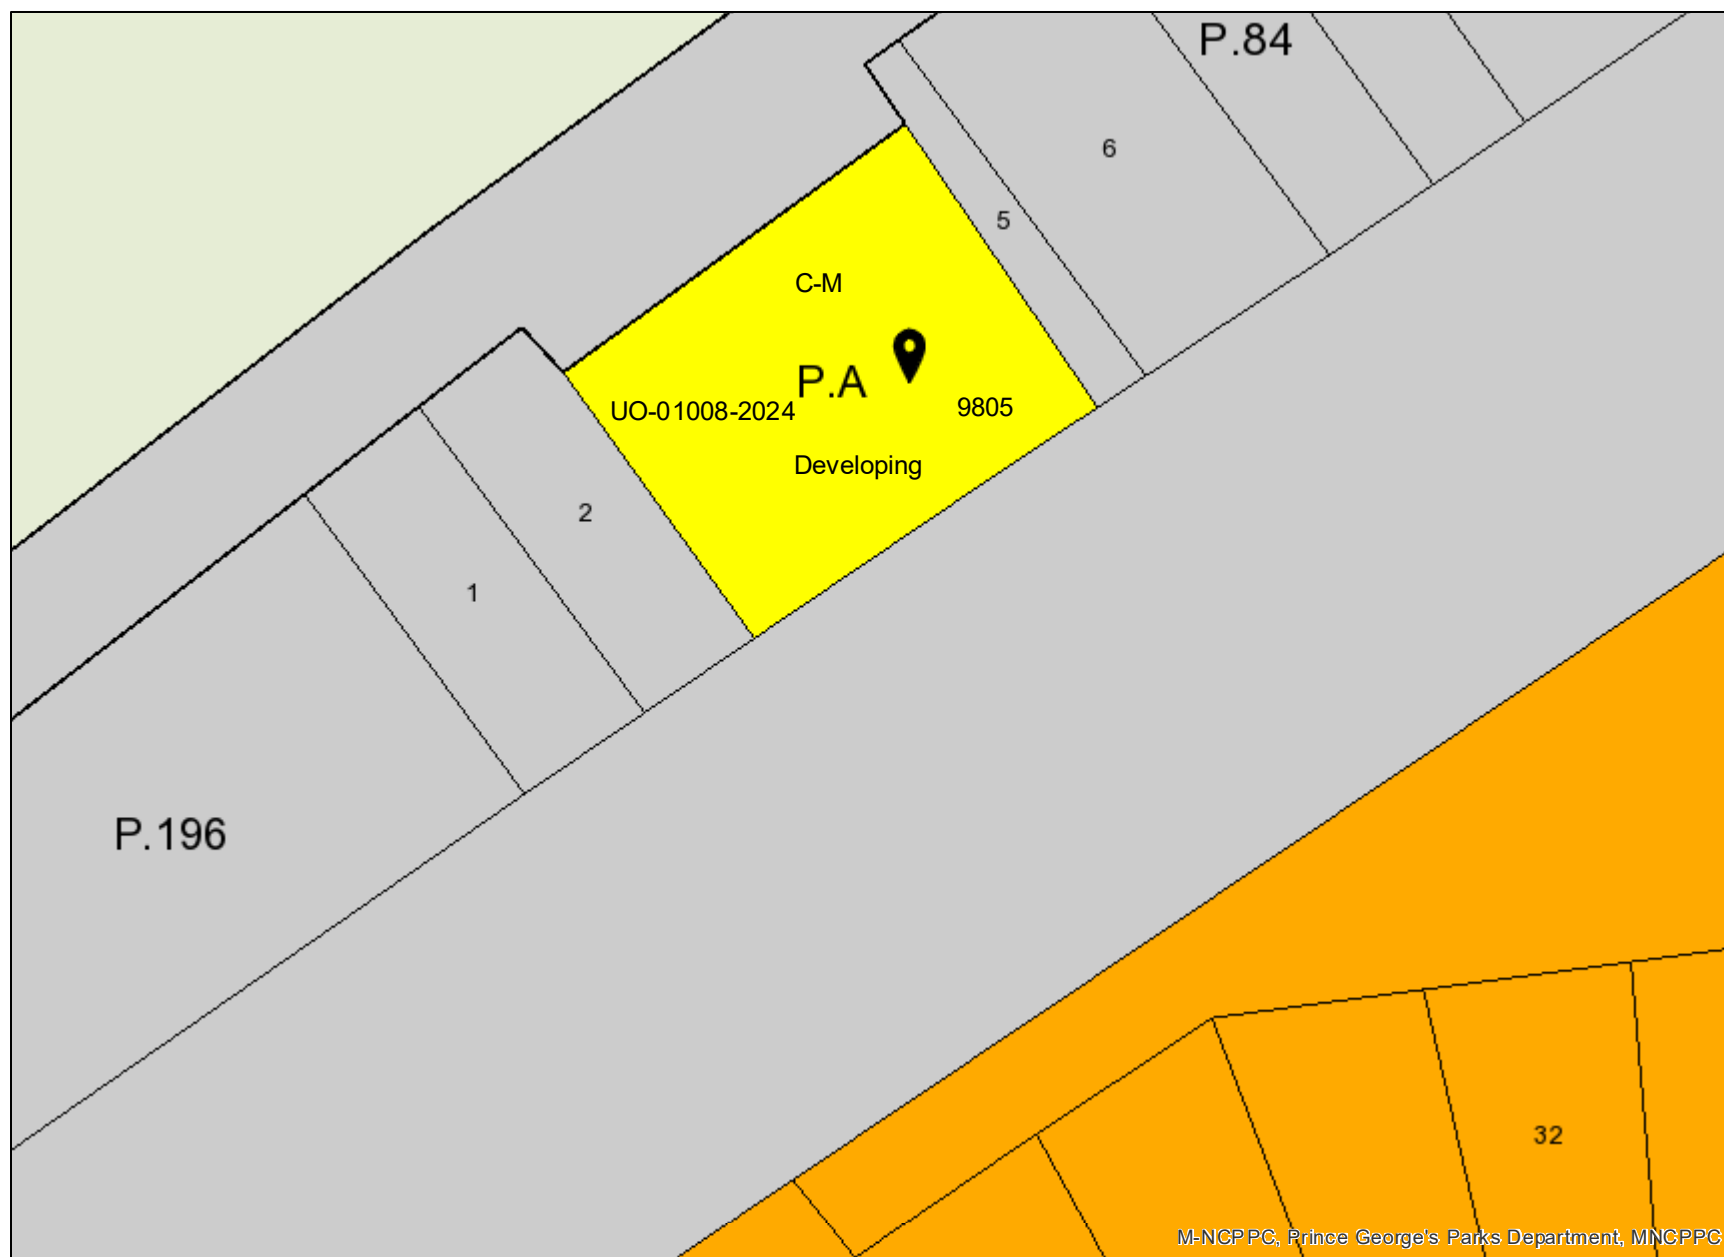 P.84
6
5
C-M
P.A
UO-01008-2024
9805
Developing
2
1
P.196
32
M-NCPPC, Prince George's Parks Department, MNCPPC